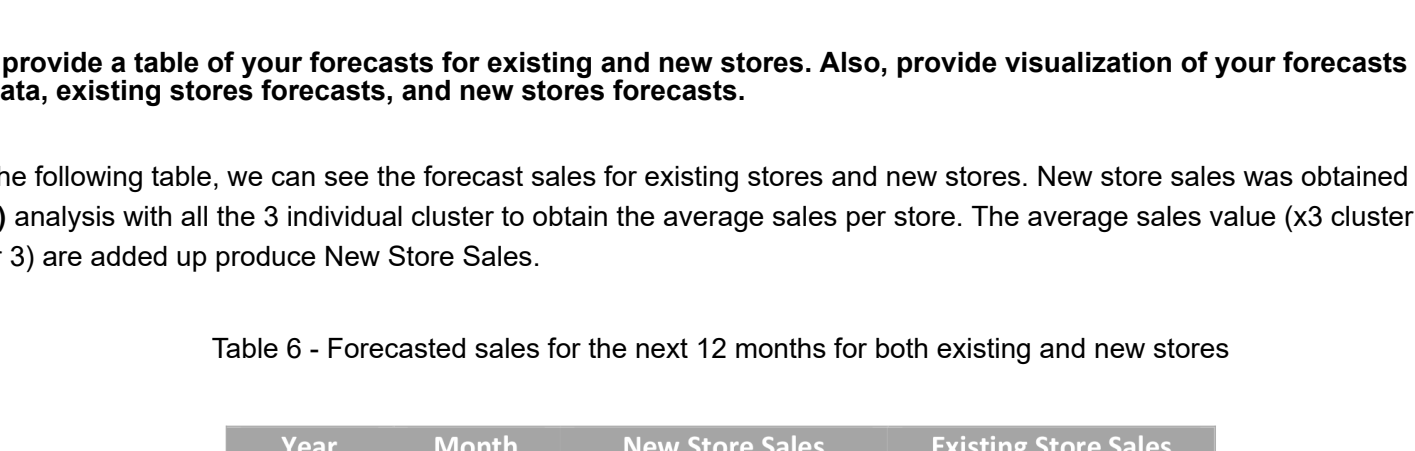 provide a table of your forecasts for existing and new stores. Also, provide visualization of your forecasts
ata, existing stores forecasts, and new stores forecasts.
he following table, we can see the forecast sales for existing stores and new stores. New store sales was obtained
) analysis with all the 3 individual cluster to obtain the average sales per store. The average sales value (x3 cluster
3) are added up produce New Store Sales.
Table 6 - Forecasted sales for the next 12 months for both existing and new stores
Year Month New Store Sales Existing Store Sales